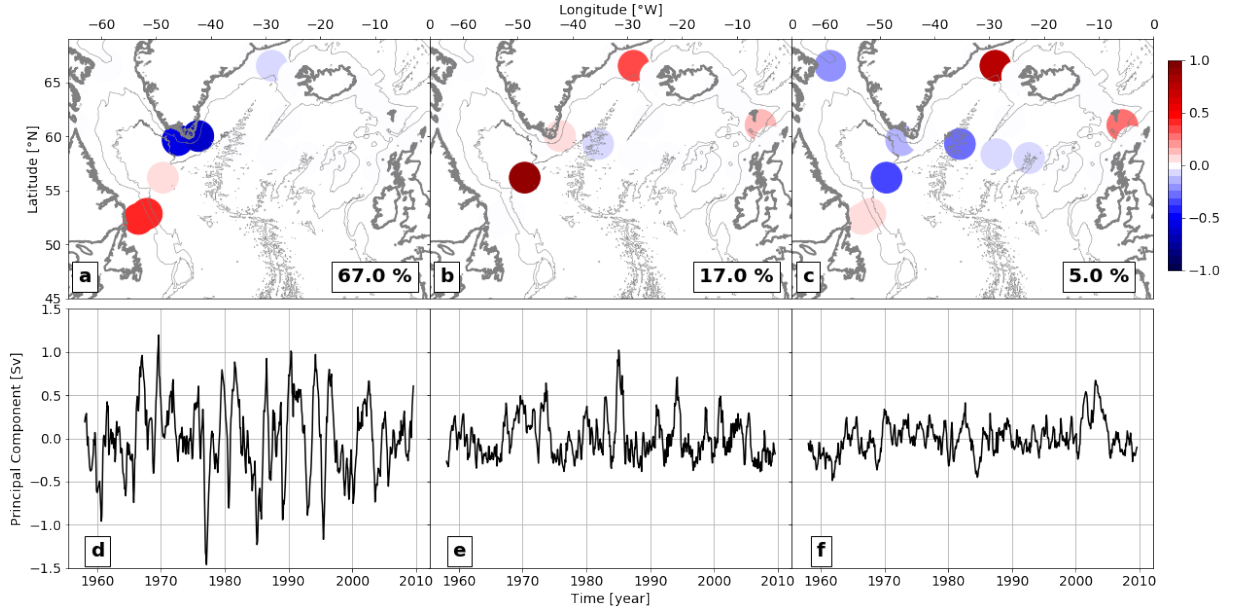 Longitude [°W]
−60 −50 −40 −30 −20 −10 0 −60 −50 −40 −30 −20 −10 0 −60 −50 −40 −30 −20 −10 0
Latitude [°N]
65
60
55
50
45
a 67.0 % b 17.0 % c 5.0 %
1.0
0.5
0.0
−0.5
−1.0
Principal Component [Sv]
1.5
1.0
0.5
0.0
−0.5
−1.0
−1.5
d e f
1960 1970 1980 1990 2000 2010 1960 1970 1980 1990 2000 2010 1960 1970 1980 1990 2000 2010
Time [year]